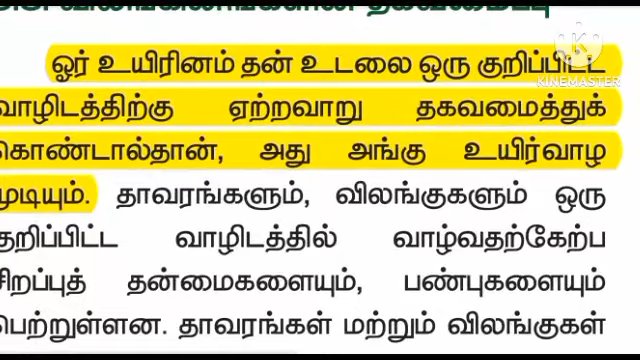 ஓர் உயிரினம் தன் உடலை ஒரு குறிப்பிட்ட
வாழிடத்திற்கு ஏற்றவாறு தகவமைத்துக்
கொண்டால்தான், அது அங்கு உயிர்வாழ
முடியும். தாவரங்களும், விலங்குகளும் ஒரு
குறிப்பிட்ட வாழிடத்தில் வாழ்வதற்கேற்ப
சிறப்புத் தன்மைகளையும், பண்புகளையும்
பெற்றுள்ளன. தாவரங்கள் மற்றும் விலங்குகள்
KINEMASTER